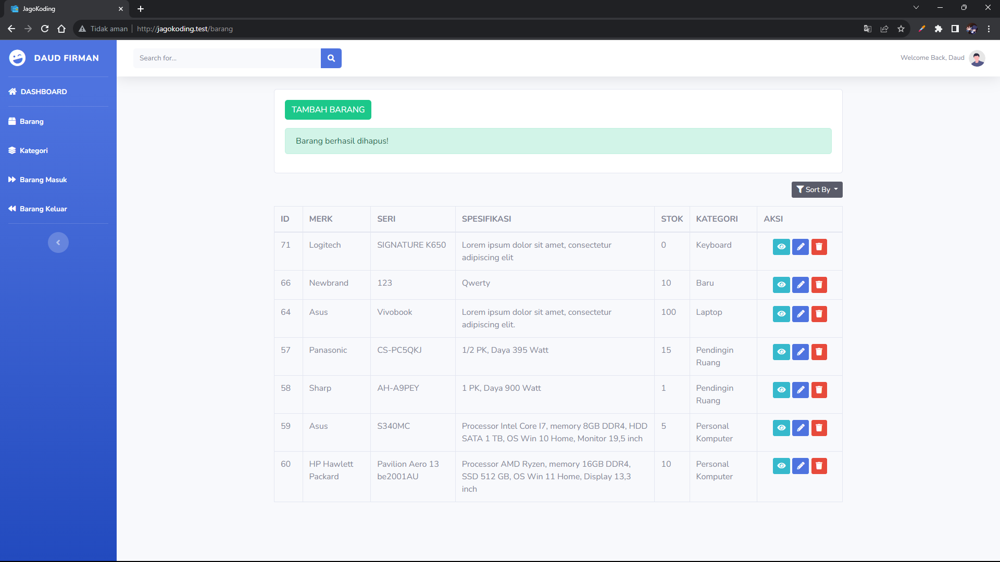 JagoKoding
Tidak aman
http://jagokoding.test/barang
DAUD FIRMAN
Search for...
Welcome Back, Daud
DASHBOARD
Barang
Kategori
Barang Masuk
Barang Keluar
TAMBAH BARANG
Barang berhasil dihapus!
Sort By
ID MERK SERI SPESIFIKASI STOK KATEGORI AKSI
71 Logitech SIGNATURE K650 Lorem ipsum dolor sit amet, consectetur 0 Keyboard
adipiscing elit
66 Newbrand 123 Qwerty 10 Baru
64 Asus Vivobook Lorem ipsum dolor sit amet, consectetur 100 Laptop
adipiscing elit.
57 Panasonic CS-PC5QKJ 1/2 PK, Daya 395 Watt 15 Pendingin
Ruang
58 Sharp AH-A9PEY 1 PK, Daya 900 Watt 1 Pendingin
Ruang
59 Asus S340MC Processor Intel Core I7, memory 8GB DDR4, HDD 5 Personal
SATA 1 TB, OS Win 10 Home, Monitor 19,5 inch Komputer
60 HP Hawlett Pavilion Aero 13 Processor AMD Ryzen, memory 16GB DDR4, 10 Personal
Packard be2001AU SSD 512 GB, OS Win 11 Home, Display 13,3 Komputer
inch